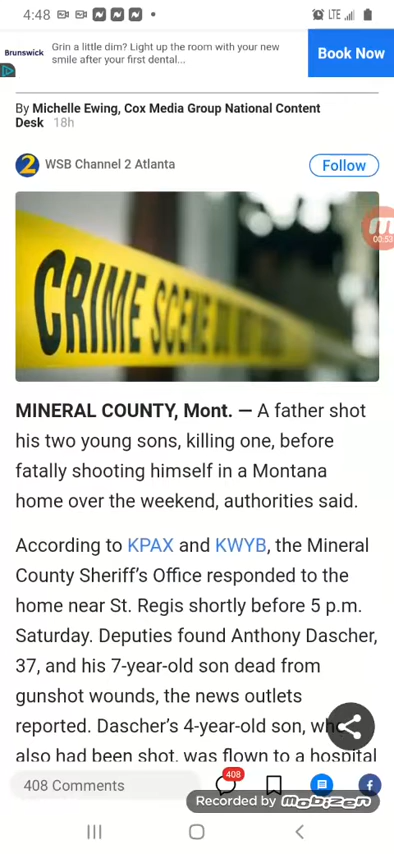 4:48
LTE
Brunswick
Grin a little dim? Light up the room with your new
smile after your first dental...
Book Now
By Michelle Ewing, Cox Media Group National Content
Desk 18h
2
WSB Channel 2 Atlanta
Follow
00:53
CRIME SCENE DO NOT
MINERAL COUNTY, Mont. — A father shot
his two young sons, killing one, before
fatally shooting himself in a Montana
home over the weekend, authorities said.
According to KPAX and KWYB, the Mineral
County Sheriff's Office responded to the
home near St. Regis shortly before 5 p.m.
Saturday. Deputies found Anthony Dascher,
37, and his 7-year-old son dead from
gunshot wounds, the news outlets
reported. Dascher's 4-year-old son, who
also had been shot, was flown to a hospital
408 Comments
408
Recorded by mobizen